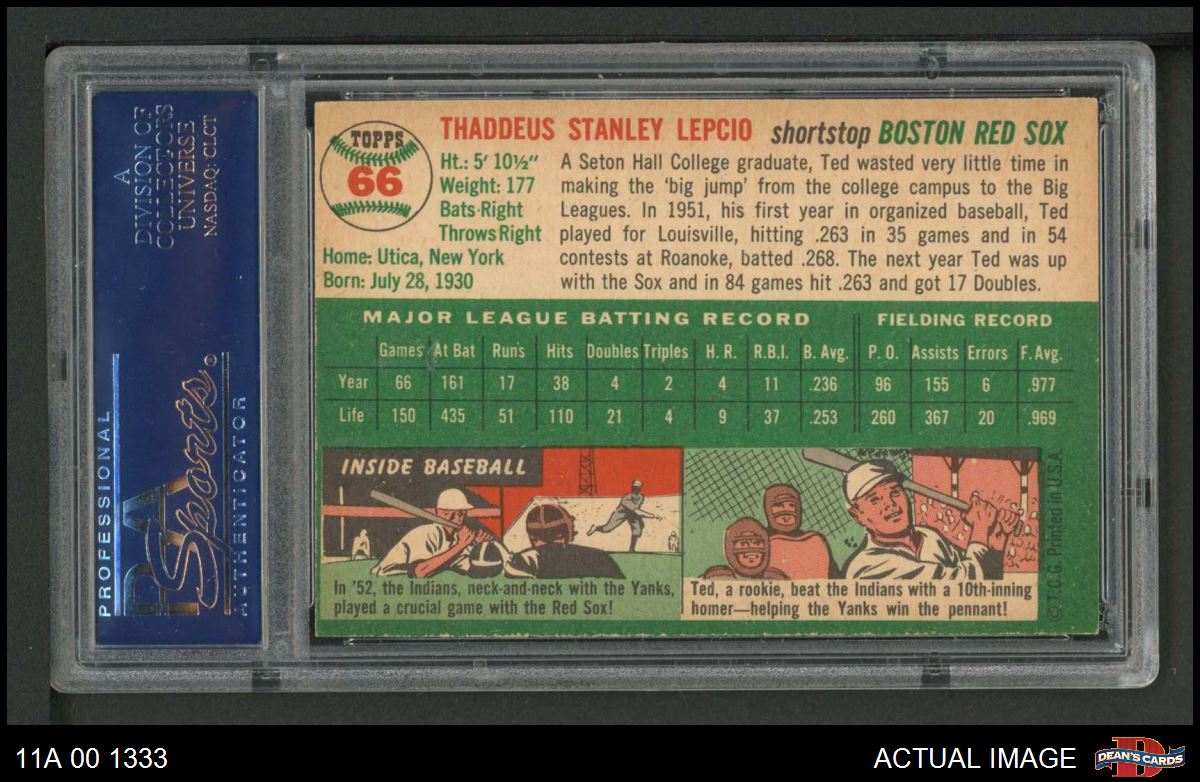 A
DIVISION OF
COLLECTORS
UNIVERSE
NASDAQ: CLCT
PROFESSIONAL
PSA
Sports®
AUTHENTICATOR
TOPPS
66
THADDEUS STANLEY LEPCIO shortstop BOSTON RED SOX
Ht.: 5' 10½"
Weight: 177
Bats-Right
Throws Right
Home: Utica, New York
Born: July 28, 1930
A Seton Hall College graduate, Ted wasted very little time in
making the 'big jump' from the college campus to the Big
Leagues. In 1951, his first year in organized baseball, Ted
played for Louisville, hitting .263 in 35 games and in 54
contests at Roanoke, batted .268. The next year Ted was up
with the Sox and in 84 games hit .263 and got 17 Doubles.
MAJOR LEAGUE BATTING RECORD FIELDING RECORD
Games At Bat Runs Hits Doubles Triples H. R. R.B.I. B. Avg. P. O. Assists Errors F. Avg.
Year 66 161 17 38 4 2 4 11 .236 96 155 6 .977
Life 150 435 51 110 21 4 9 37 .253 260 367 20 .969
INSIDE BASEBALL
In '52, the Indians, neck-and-neck with the Yanks,
played a crucial game with the Red Sox!
Ted, a rookie, beat the Indians with a 10th-inning
homer—helping the Yanks win the pennant!
© T.C.G. Printed in U.S.A.
11A 00 1333
ACTUAL IMAGE
D
DEAN'S CARDS